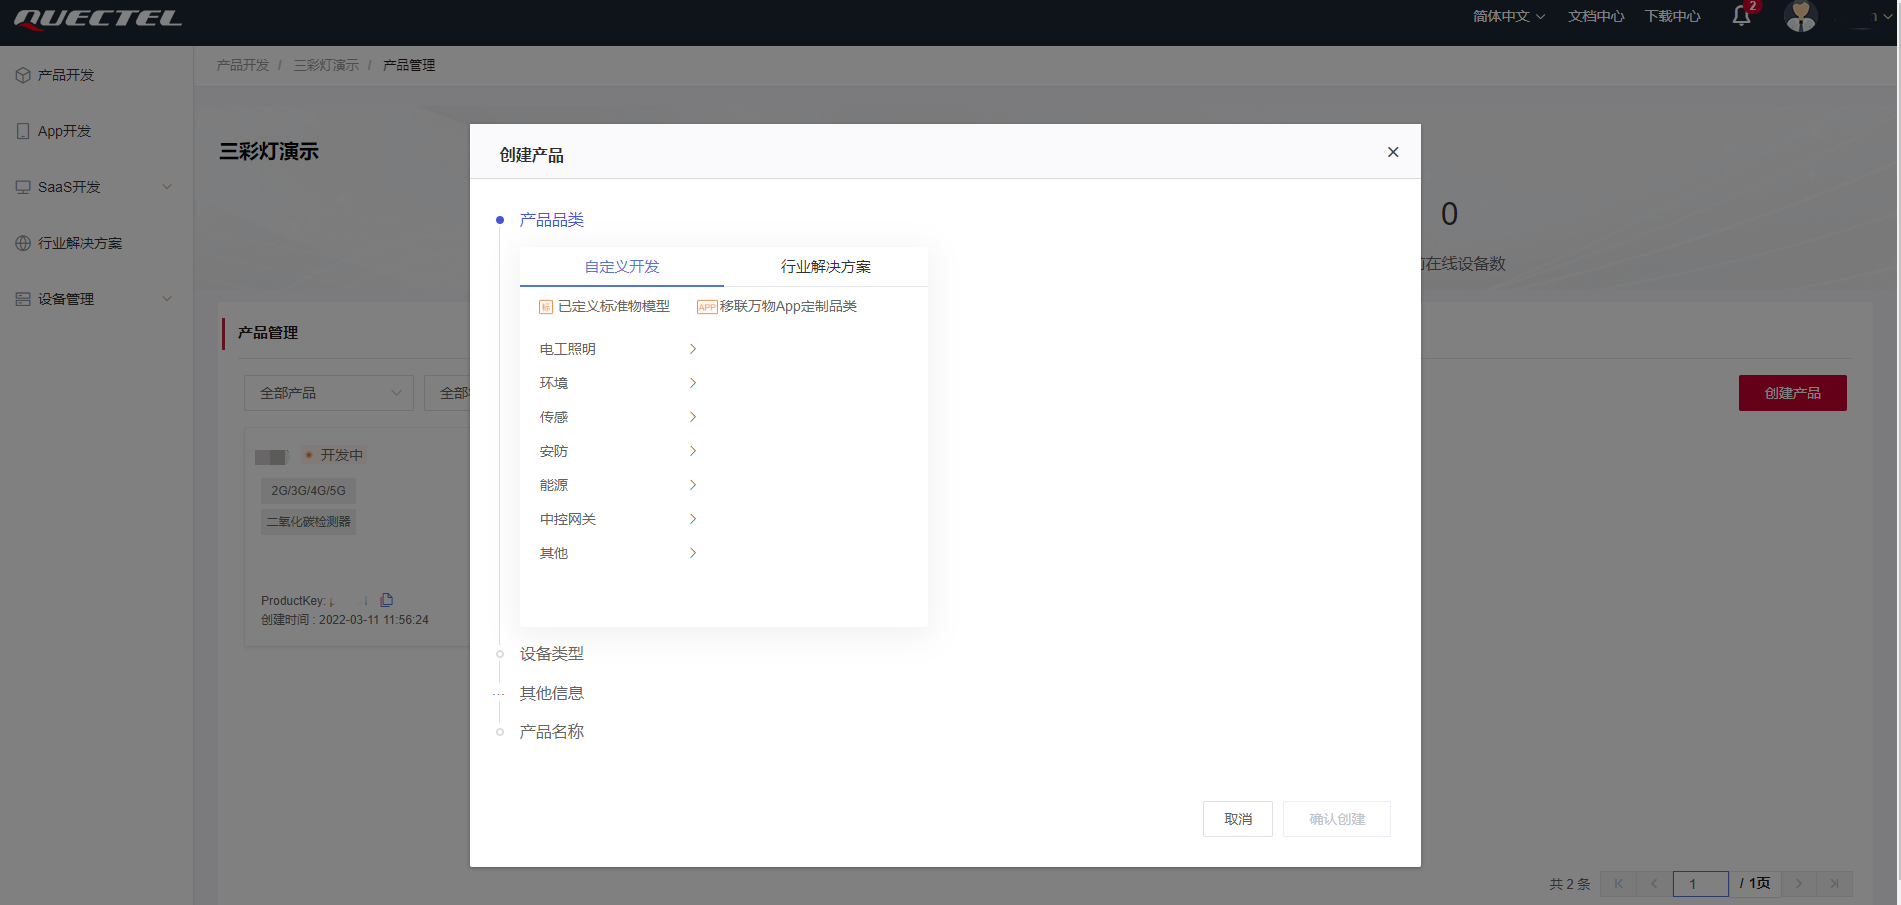 QUECTEL
简体中文
文档中心
下载中心
2
产品开发
App开发
SaaS开发
行业解决方案
设备管理
产品开发 / 三彩灯演示 / 产品管理
三彩灯演示
0
在线设备数
产品管理
全部产品
全部
创建产品
开发中
2G/3G/4G/5G
二氧化碳检测器
ProductKey:
创建时间 : 2022-03-11 11:56:24
创建产品
产品品类
自定义开发
行业解决方案
标 已定义标准物模型
APP 移联万物App定制品类
电工照明
环境
传感
安防
能源
中控网关
其他
设备类型
其他信息
产品名称
取消
确认创建
共 2 条
1
/ 1页